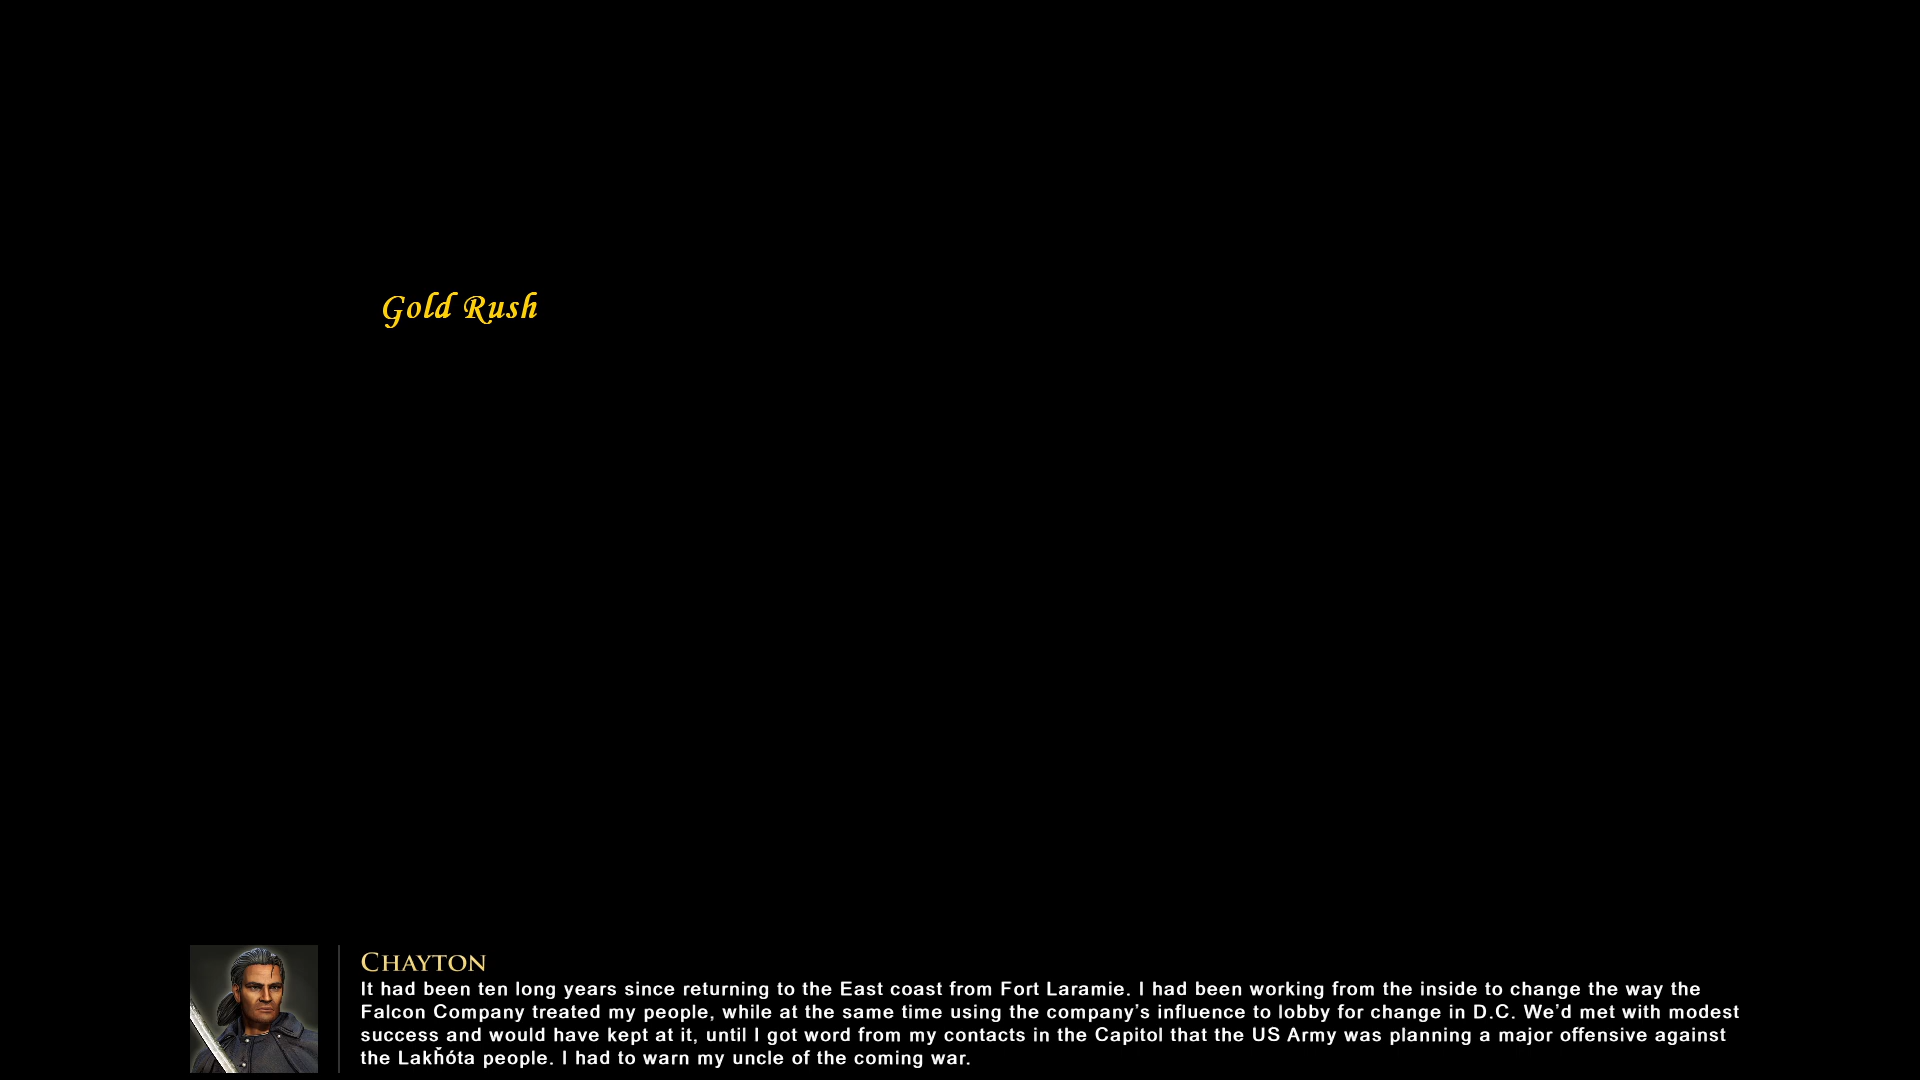 Gold Rush
Chayton
It had been ten long years since returning to the East coast from Fort Laramie. I had been working from the inside to change the way the
Falcon Company treated my people, while at the same time using the company’s influence to lobby for change in D.C. We’d met with modest
success and would have kept at it, until I got word from my contacts in the Capitol that the US Army was planning a major offensive against
the Lakȟóta people. I had to warn my uncle of the coming war.